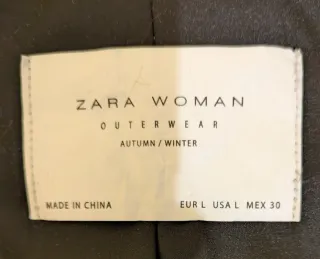 ZARA WOMAN
OUTERWEAR
AUTUMN / WINTER
MADE IN CHINA EUR L USA L MEX 30